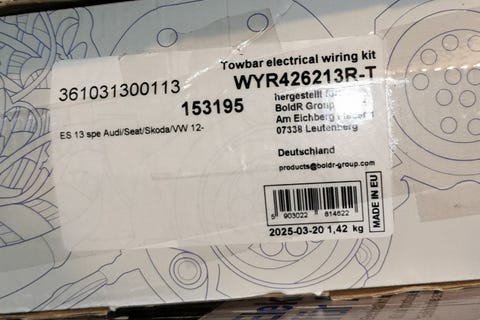 Towbar electrical wiring kit
WYR426213R-T
361031300113
153195
hergestellt für
BoldR Group
Am Eichberg
07338 Leutenberg
ES 13 spe Audi/Seat/Skoda/VW 12-
Deutschland
products@boldr-group.com
5 903022 814622
MADE IN EU
2025-03-20 1,42 kg